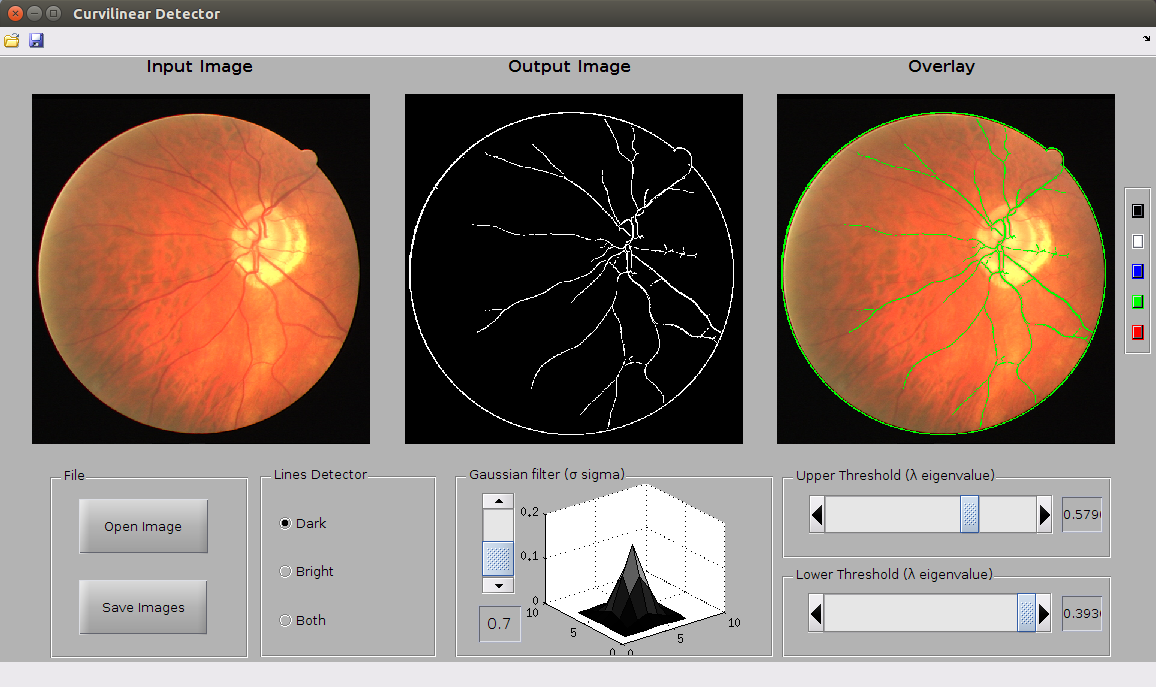 Curvilinear Detector
Input Image
Output Image
Overlay
File
Open Image
Save Images
Lines Detector
Dark
Bright
Both
Gaussian filter (σ sigma)
0.7
0.2
0.1
0
10
5
0
0
5
10
Upper Threshold (λ eigenvalue)
0.579
Lower Threshold (λ eigenvalue)
0.393